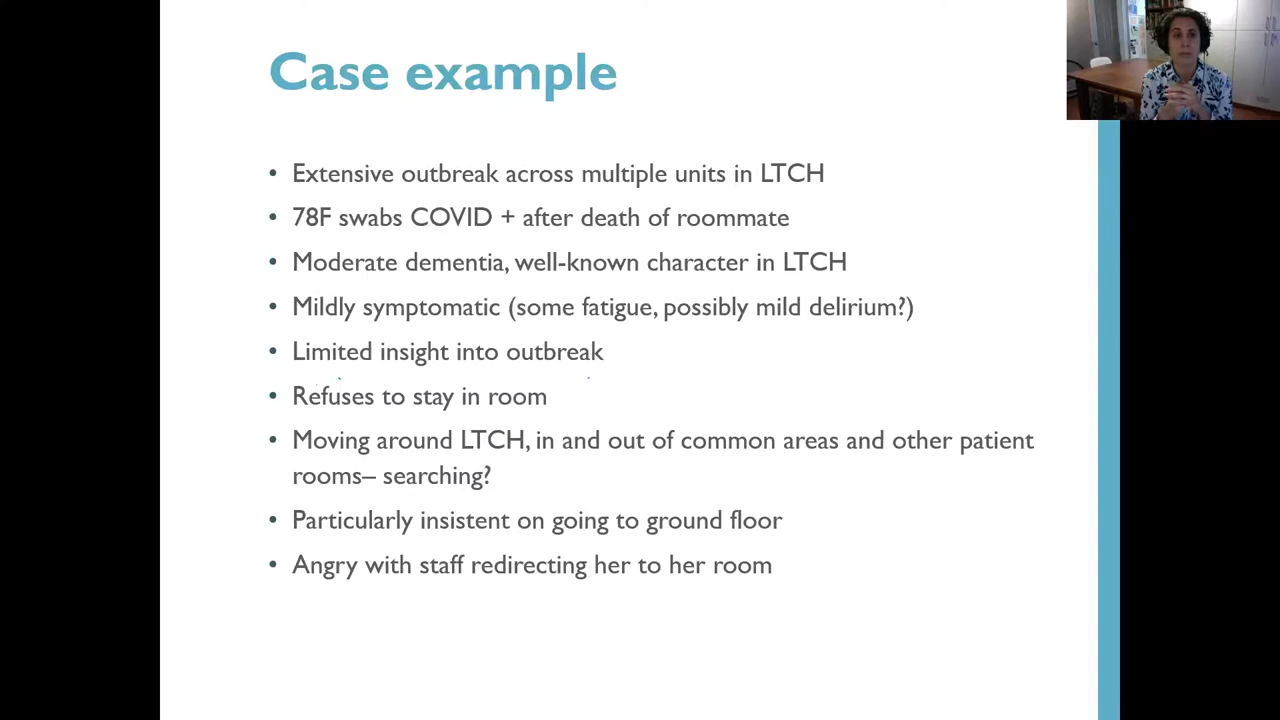 Case example
• Extensive outbreak across multiple units in LTCH
• 78F swabs COVID + after death of roommate
• Moderate dementia, well-known character in LTCH
• Mildly symptomatic (some fatigue, possibly mild delirium?)
• Limited insight into outbreak
• Refuses to stay in room
• Moving around LTCH, in and out of common areas and other patient
rooms– searching?
• Particularly insistent on going to ground floor
• Angry with staff redirecting her to her room